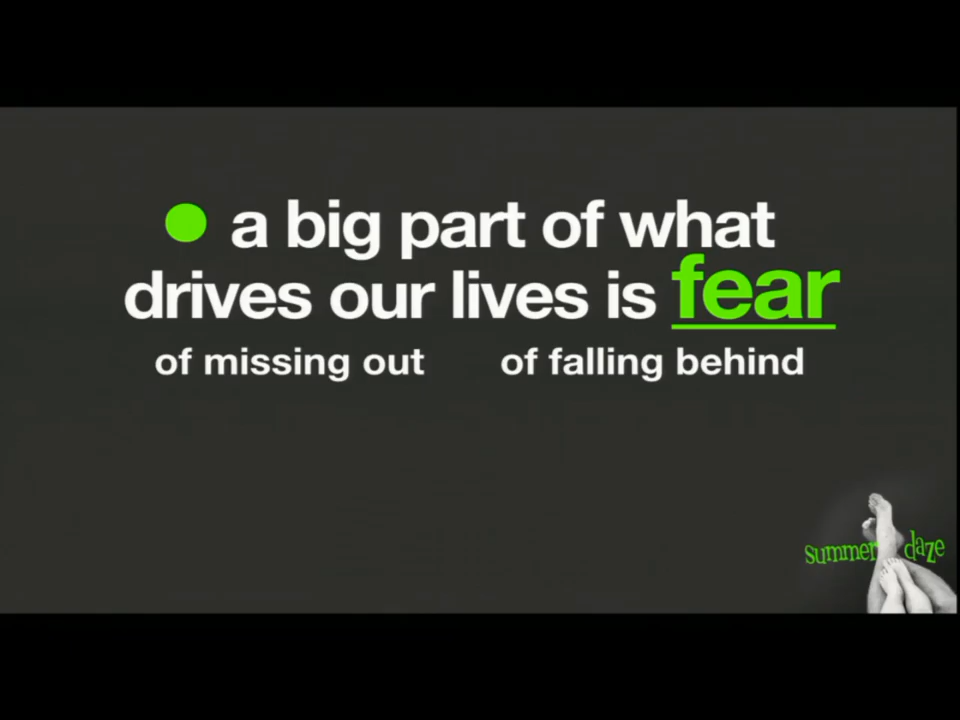 a big part of what
drives our lives is fear
of missing out of falling behind
summer daze